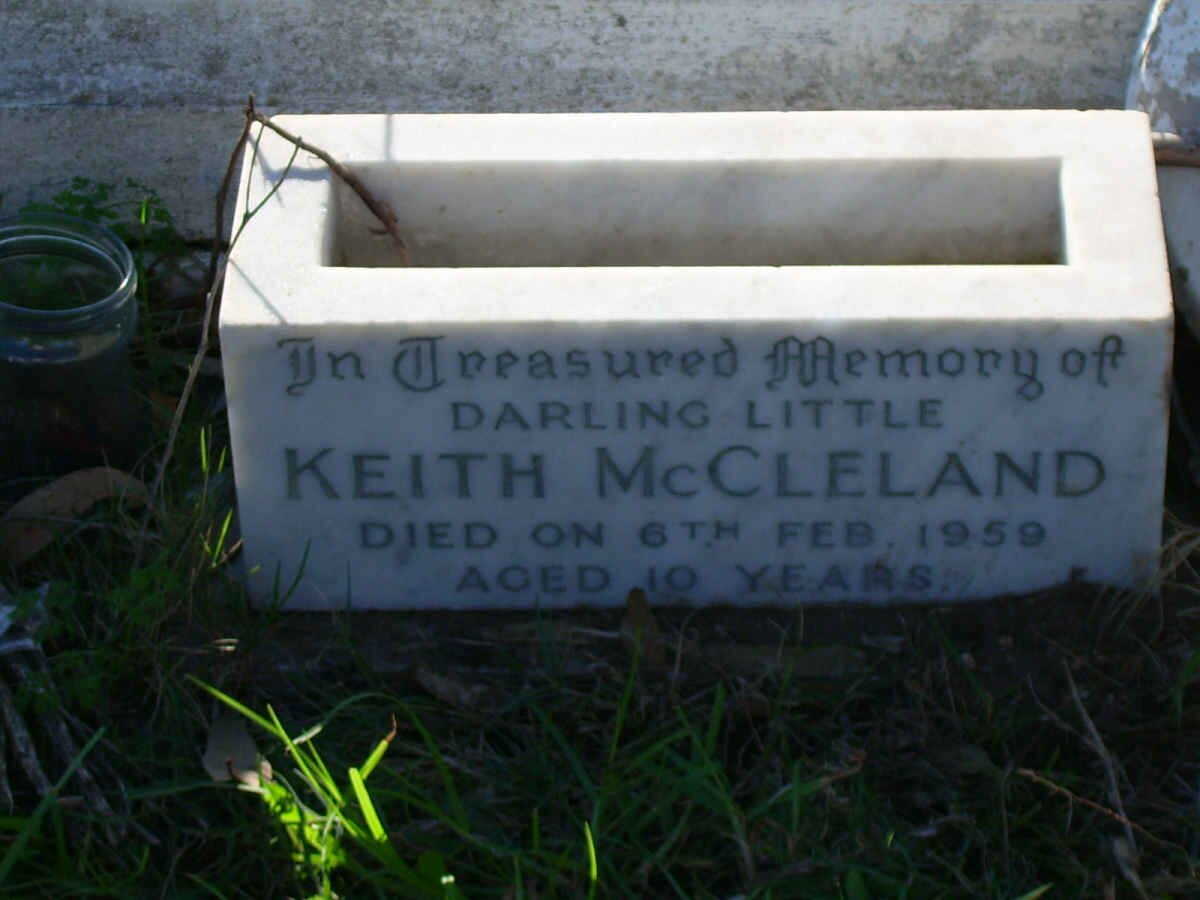 In Treasured Memory of
DARLING LITTLE
KEITH McCLELAND
DIED ON 6TH FEB. 1959
AGED 10 YEARS.